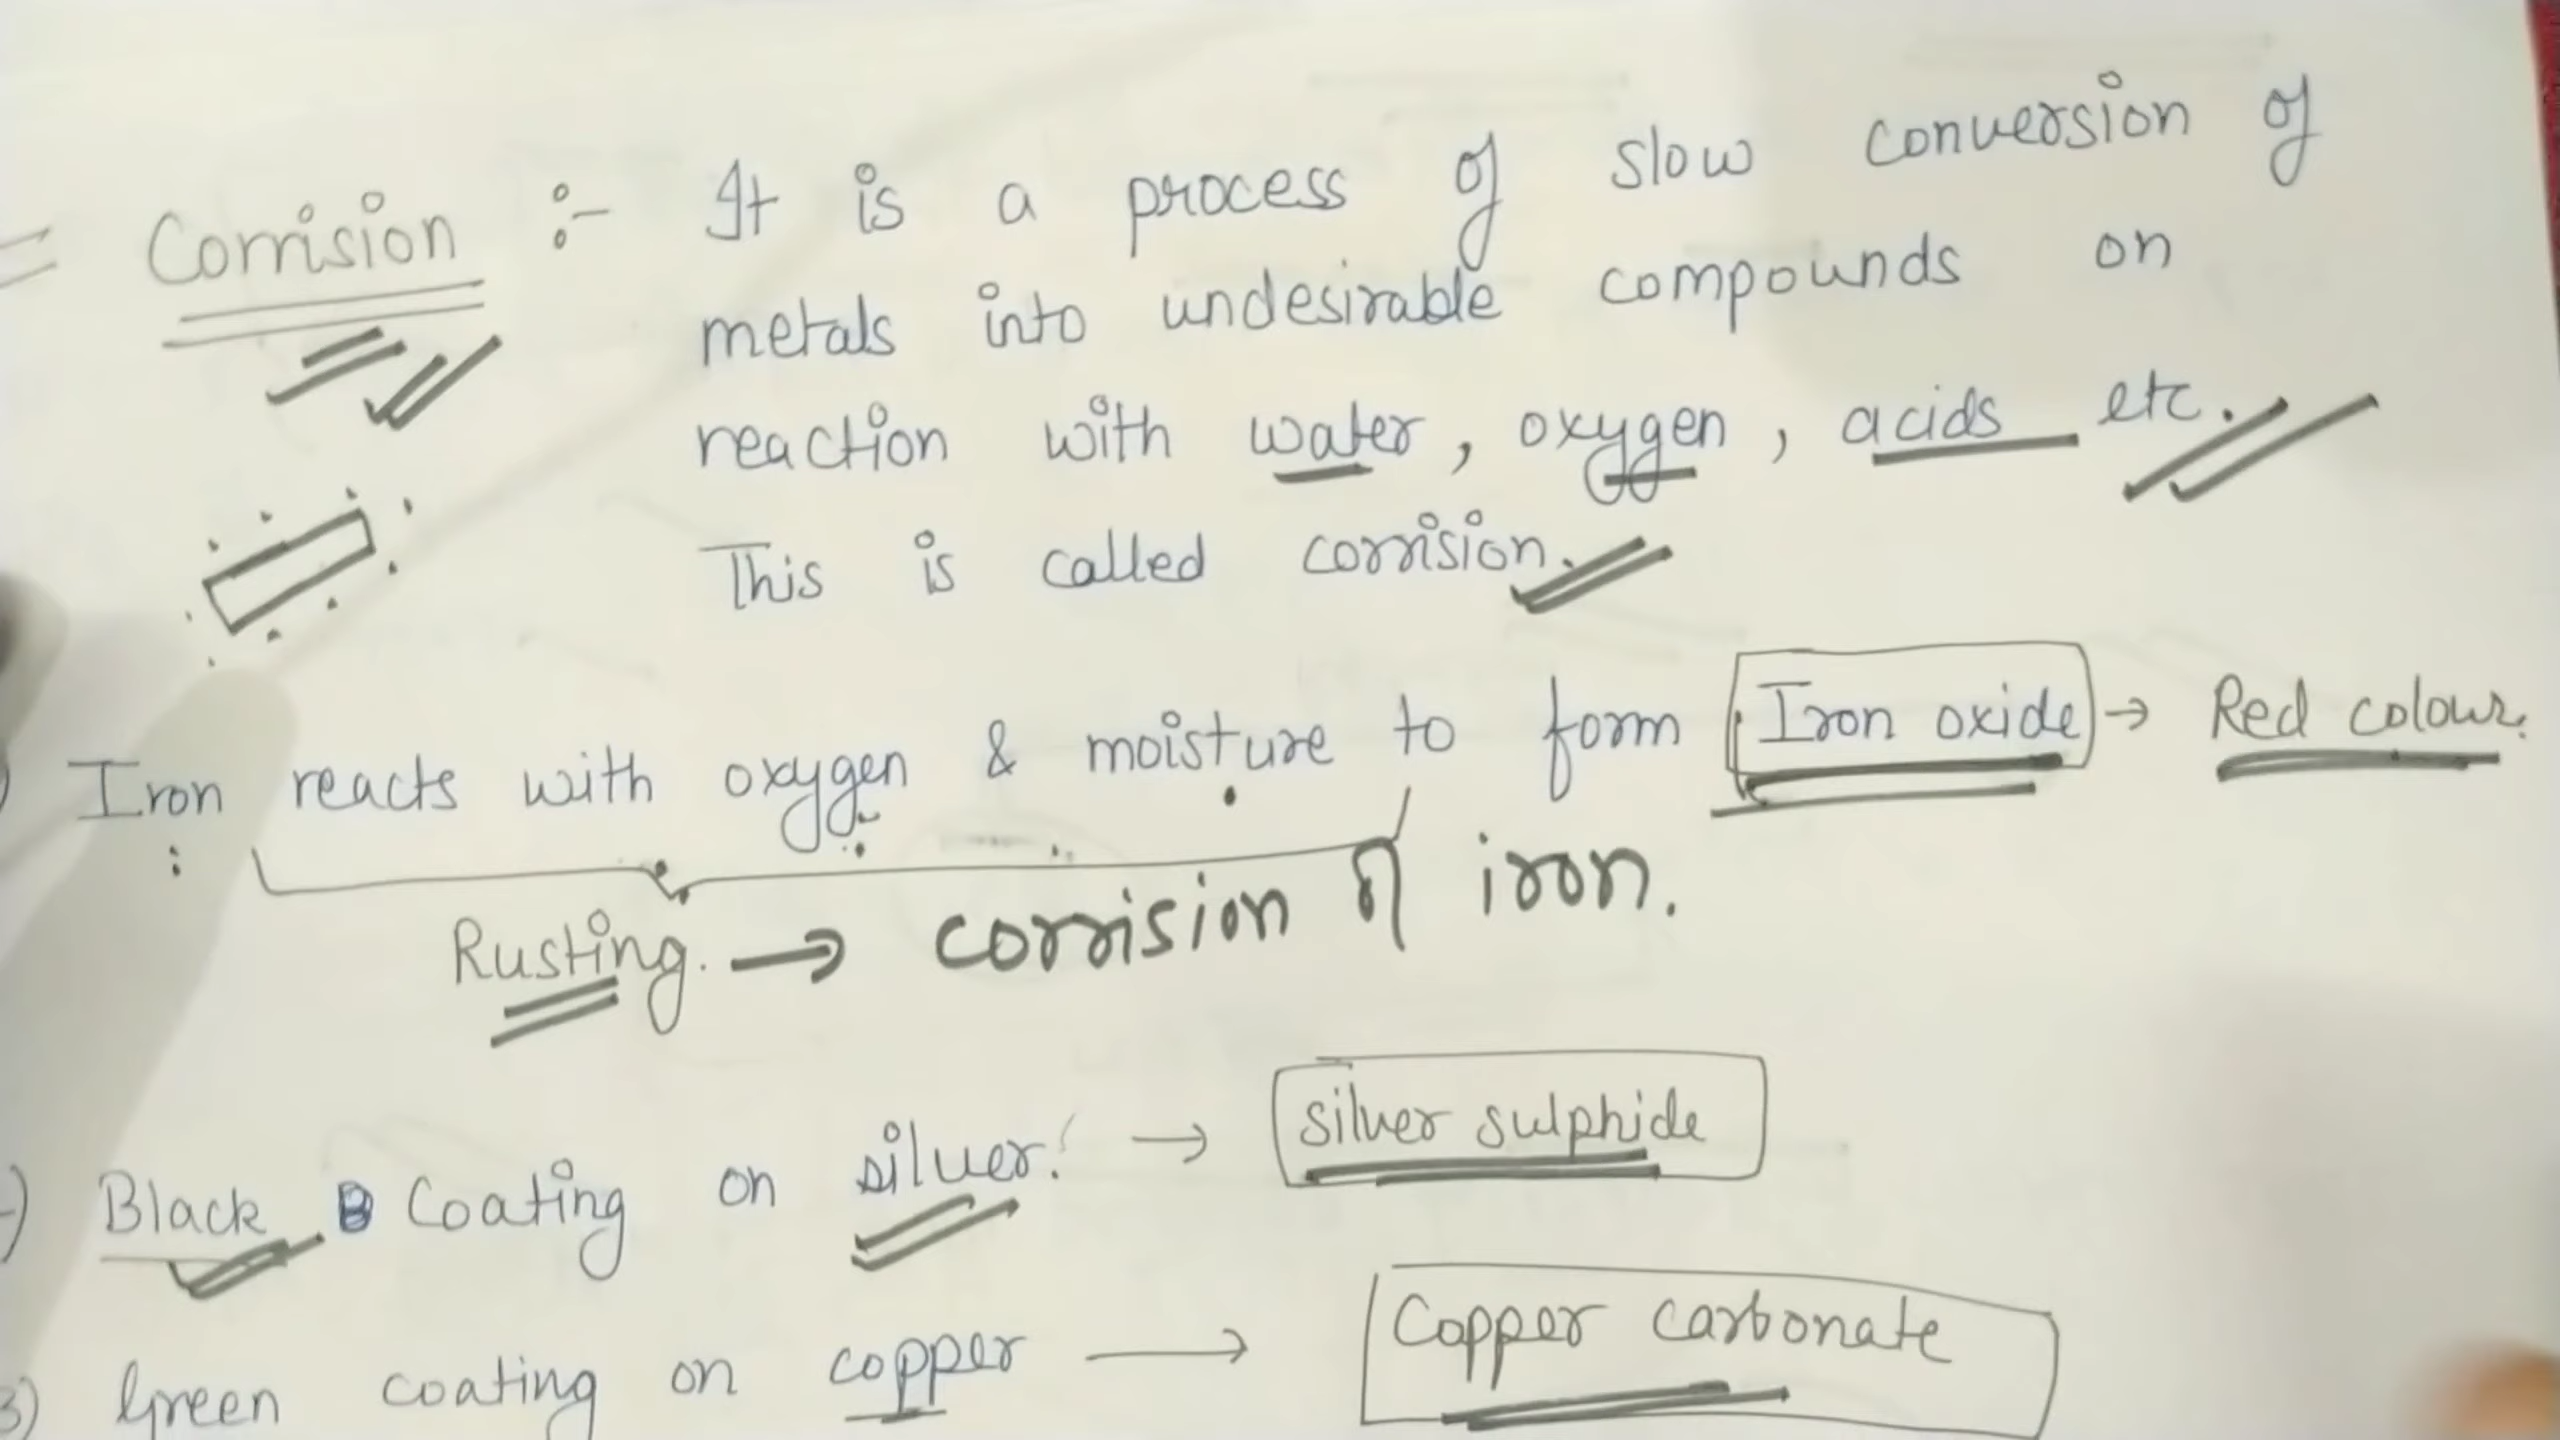 Corrision :- It is a process of slow conversion of
metals into undesirable compounds on
reaction with water, oxygen, acids etc.
This is called corrision.
Iron reacts with oxygen & moisture to form Iron oxide → Red colour.
Rusting. → corrision of iron.
Black B Coating on silver. → silver sulphide
3) Green coating on copper → Copper carbonate